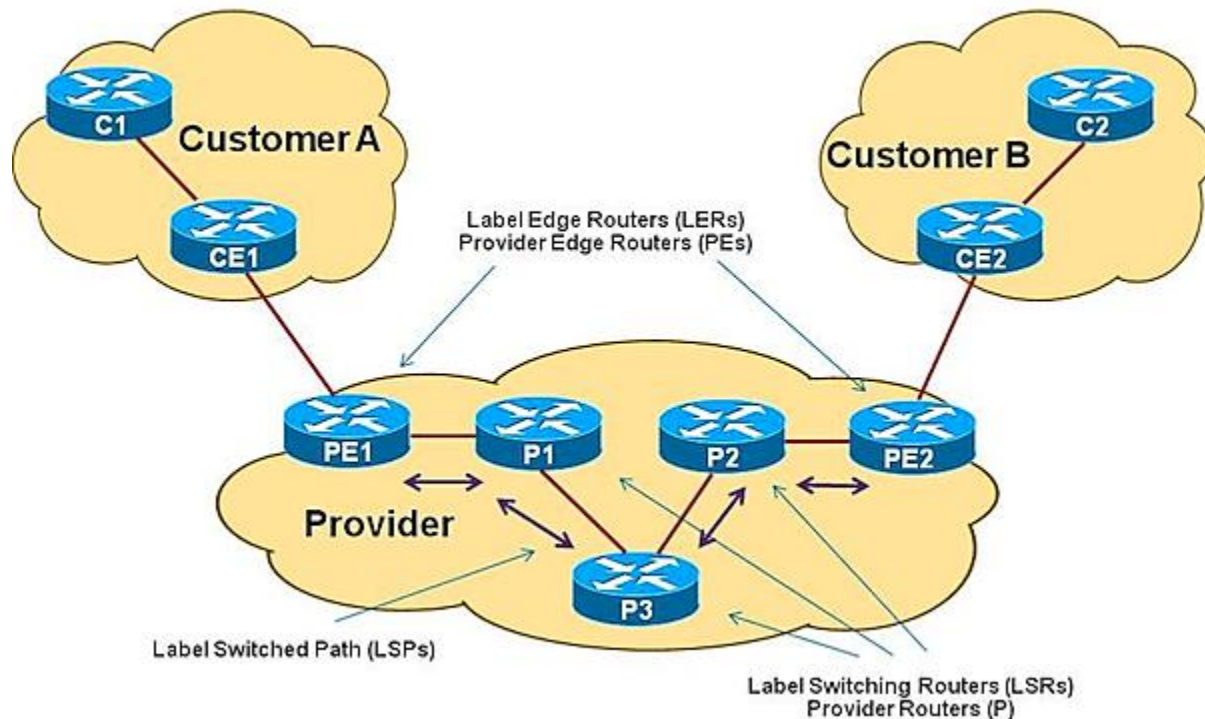 C1
Customer A
CE1
C2
Customer B
CE2
Label Edge Routers (LERs)
Provider Edge Routers (PEs)
PE1
P1
P2
PE2
Provider
P3
Label Switched Path (LSPs)
Label Switching Routers (LSRs)
Provider Routers (P)